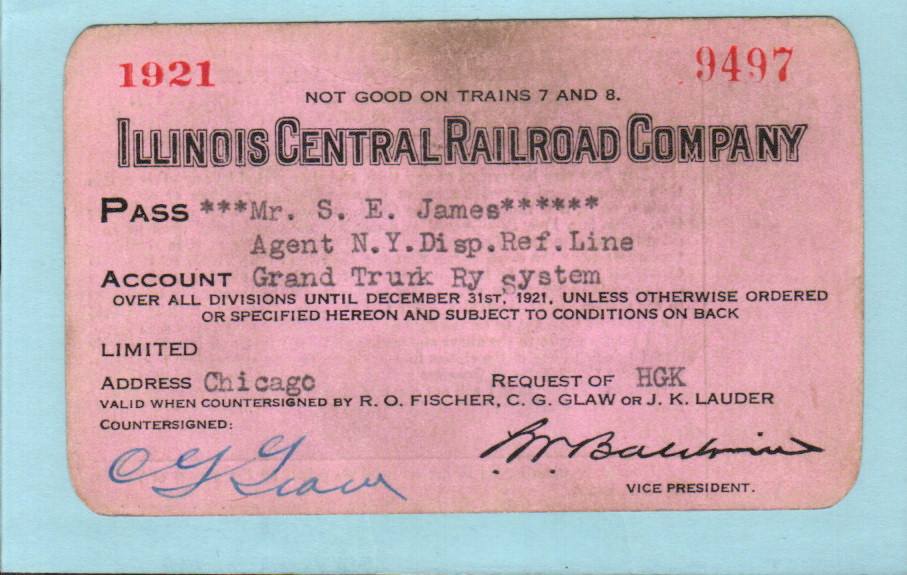 1921 9497
NOT GOOD ON TRAINS 7 AND 8.
ILLINOIS CENTRAL RAILROAD COMPANY
PASS ***Mr. S. E. James******
Agent N.Y.Disp.Ref.Line
ACCOUNT Grand Trunk Ry System
OVER ALL DIVISIONS UNTIL DECEMBER 31ST, 1921, UNLESS OTHERWISE ORDERED
OR SPECIFIED HEREON AND SUBJECT TO CONDITIONS ON BACK
LIMITED
ADDRESS Chicago REQUEST OF HGK
VALID WHEN COUNTERSIGNED BY R. O. FISCHER, C. G. GLAW OR J. K. LAUDER
COUNTERSIGNED:
C G Glaw Baldwin
VICE PRESIDENT.